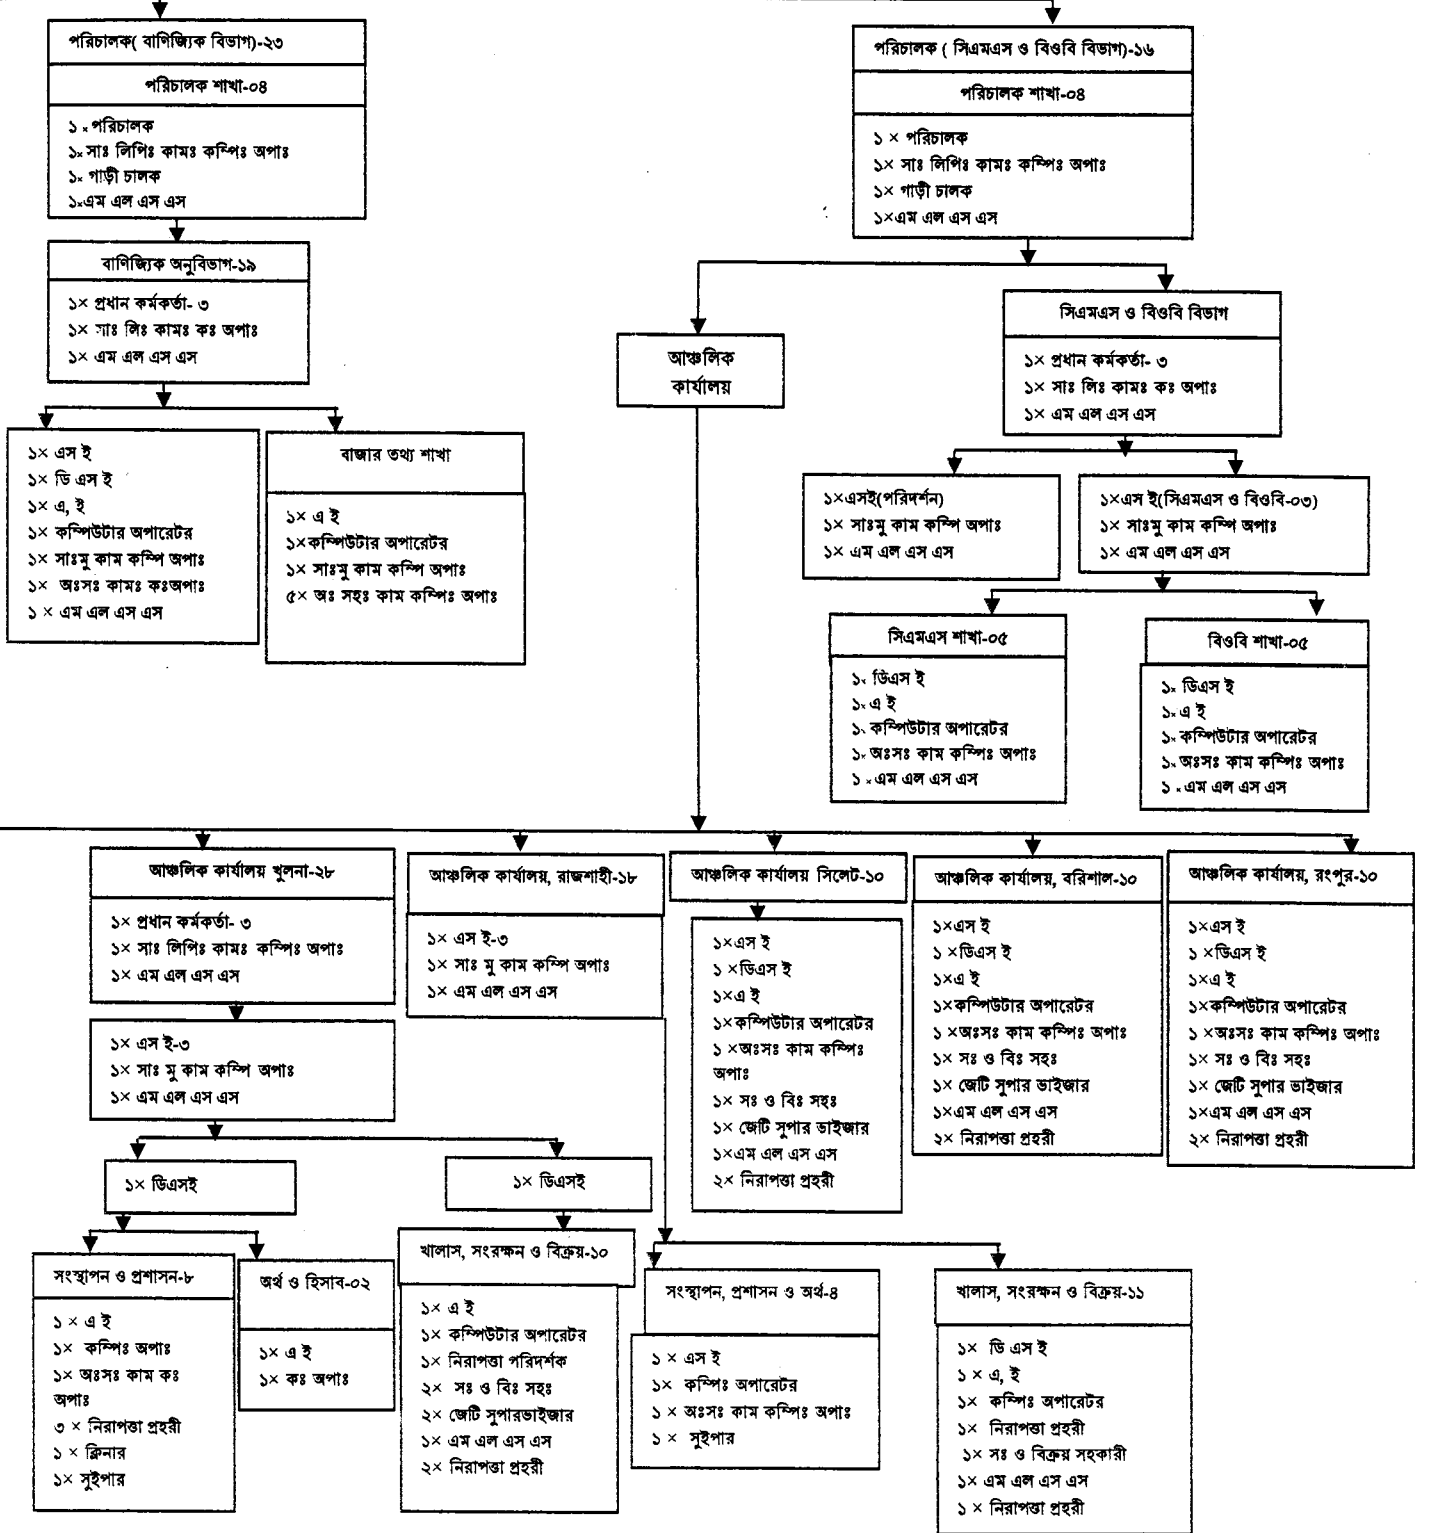 পরিচালক( বাণিজ্যিক বিভাগ)-২৩
পরিচালক শাখা-০৪
১ × পরিচালক
১× সাঃ লিপিঃ কামঃ কম্পিঃ অপাঃ
১× গাড়ী চালক
১×এম এল এস এস
বাণিজ্যিক অনুবিভাগ-১৯
১× প্রধান কর্মকর্তা- ৩
১× সাঃ লিঃ কামঃ কঃ অপাঃ
১× এম এল এস এস
১× এস ই
১× ডি এস ই
১× এ, ই
১× কম্পিউটার অপারেটর
১× সাঃমু কাম কম্পি অপাঃ
১× অঃসঃ কামঃ কঃঅপাঃ
১ × এম এল এস এস
বাজার তথ্য শাখা
১× এ ই
১×কম্পিউটার অপারেটর
১× সাঃমু কাম কম্পি অপাঃ
৫× অঃ সহঃ কাম কম্পিঃ অপাঃ
পরিচালক ( সিএমএস ও বিওবি বিভাগ)-১৬
পরিচালক শাখা-০৪
১ × পরিচালক
১× সাঃ লিপিঃ কামঃ কম্পিঃ অপাঃ
১× গাড়ী চালক
১×এম এল এস এস
আঞ্চলিক
কার্যালয়
সিএমএস ও বিওবি বিভাগ
১× প্রধান কর্মকর্তা- ৩
১× সাঃ লিঃ কামঃ কঃ অপাঃ
১× এম এল এস এস
১×এসই(পরিদর্শন)
১× সাঃমু কাম কম্পি অপাঃ
১× এম এল এস এস
১×এস ই(সিএমএস ও বিওবি-০৩)
১× সাঃমু কাম কম্পি অপাঃ
১× এম এল এস এস
সিএমএস শাখা-০৫
১× ডিএস ই
১× এ ই
১× কম্পিউটার অপারেটর
১× অঃসঃ কাম কম্পিঃ অপাঃ
১ ×এম এল এস এস
বিওবি শাখা-০৫
১× ডিএস ই
১× এ ই
১× কম্পিউটার অপারেটর
১× অঃসঃ কাম কম্পিঃ অপাঃ
১ ×এম এল এস এস
আঞ্চলিক কার্যালয় খুলনা-২৮
১× প্রধান কর্মকর্তা- ৩
১× সাঃ লিপিঃ কামঃ কম্পিঃ অপাঃ
১× এম এল এস এস
১× এস ই-৩
১× সাঃ মু কাম কম্পি অপাঃ
১× এম এল এস এস
১× ডিএসই
১× ডিএসই
সংস্থাপন ও প্রশাসন-৮
১ × এ ই
১× কম্পিঃ অপাঃ
১× অঃসঃ কাম কঃ
অপাঃ
৩ × নিরাপত্তা প্রহরী
১ × ক্লিনার
১× সুইপার
অর্থ ও হিসাব-০২
১× এ ই
১× কঃ অপাঃ
খালাস, সংরক্ষন ও বিক্রয়-১০
১× এ ই
১× কম্পিউটার অপারেটর
১× নিরাপত্তা পরিদর্শক
২× সঃ ও বিঃ সহঃ
২× জেটি সুপারভাইজার
১× এম এল এস এস
২× নিরাপত্তা প্রহরী
আঞ্চলিক কার্যালয়, রাজশাহী-১৮
১× এস ই-৩
১× সাঃ মু কাম কম্পি অপাঃ
১× এম এল এস এস
সংস্থাপন, প্রশাসন ও অর্থ-৪
১ × এস ই
১× কম্পিঃ অপারেটর
১ × অঃসঃ কাম কম্পিঃ অপাঃ
১ × সুইপার
খালাস, সংরক্ষন ও বিক্রয়-১১
১× ডি এস ই
১ × এ, ই
১× কম্পিঃ অপারেটর
১× নিরাপত্তা প্রহরী
১× সঃ ও বিক্রয় সহকারী
১× এম এল এস এস
১ × নিরাপত্তা প্রহরী
আঞ্চলিক কার্যালয় সিলেট-১০
১×এস ই
১ ×ডিএস ই
১×এ ই
১×কম্পিউটার অপারেটর
১ ×অঃসঃ কাম কম্পিঃ
অপাঃ
১× সঃ ও বিঃ সহঃ
১× জেটি সুপার ভাইজার
১×এম এল এস এস
২× নিরাপত্তা প্রহরী
আঞ্চলিক কার্যালয়, বরিশাল-১০
১×এস ই
১ ×ডিএস ই
১×এ ই
১×কম্পিউটার অপারেটর
১ ×অঃসঃ কাম কম্পিঃ অপাঃ
১× সঃ ও বিঃ সহঃ
১× জেটি সুপার ভাইজার
১×এম এল এস এস
২× নিরাপত্তা প্রহরী
আঞ্চলিক কার্যালয়, রংপুর-১০
১×এস ই
১ ×ডিএস ই
১×এ ই
১×কম্পিউটার অপারেটর
১ ×অঃসঃ কাম কম্পিঃ অপাঃ
১× সঃ ও বিঃ সহঃ
১× জেটি সুপার ভাইজার
১×এম এল এস এস
২× নিরাপত্তা প্রহরী